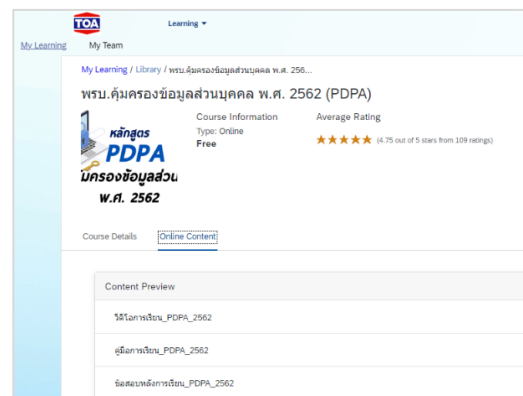 TOA
Learning
My Learning
My Team
My Learning / Library / พรบ.คุ้มครองข้อมูลส่วนบุคคล พ.ศ. 256...
พรบ.คุ้มครองข้อมูลส่วนบุคคล พ.ศ. 2562 (PDPA)
หลักสูตร
PDPA
ุ้มครองข้อมูลส่วน
พ.ศ. 2562
Course Information
Type: Online
Free
Average Rating
(4.75 out of 5 stars from 109 ratings)
Course Details
Online Content
Content Preview
วิดีโอการเรียน_PDPA_2562
คู่มือการเรียน_PDPA_2562
ข้อสอบหลังการเรียน_PDPA_2562